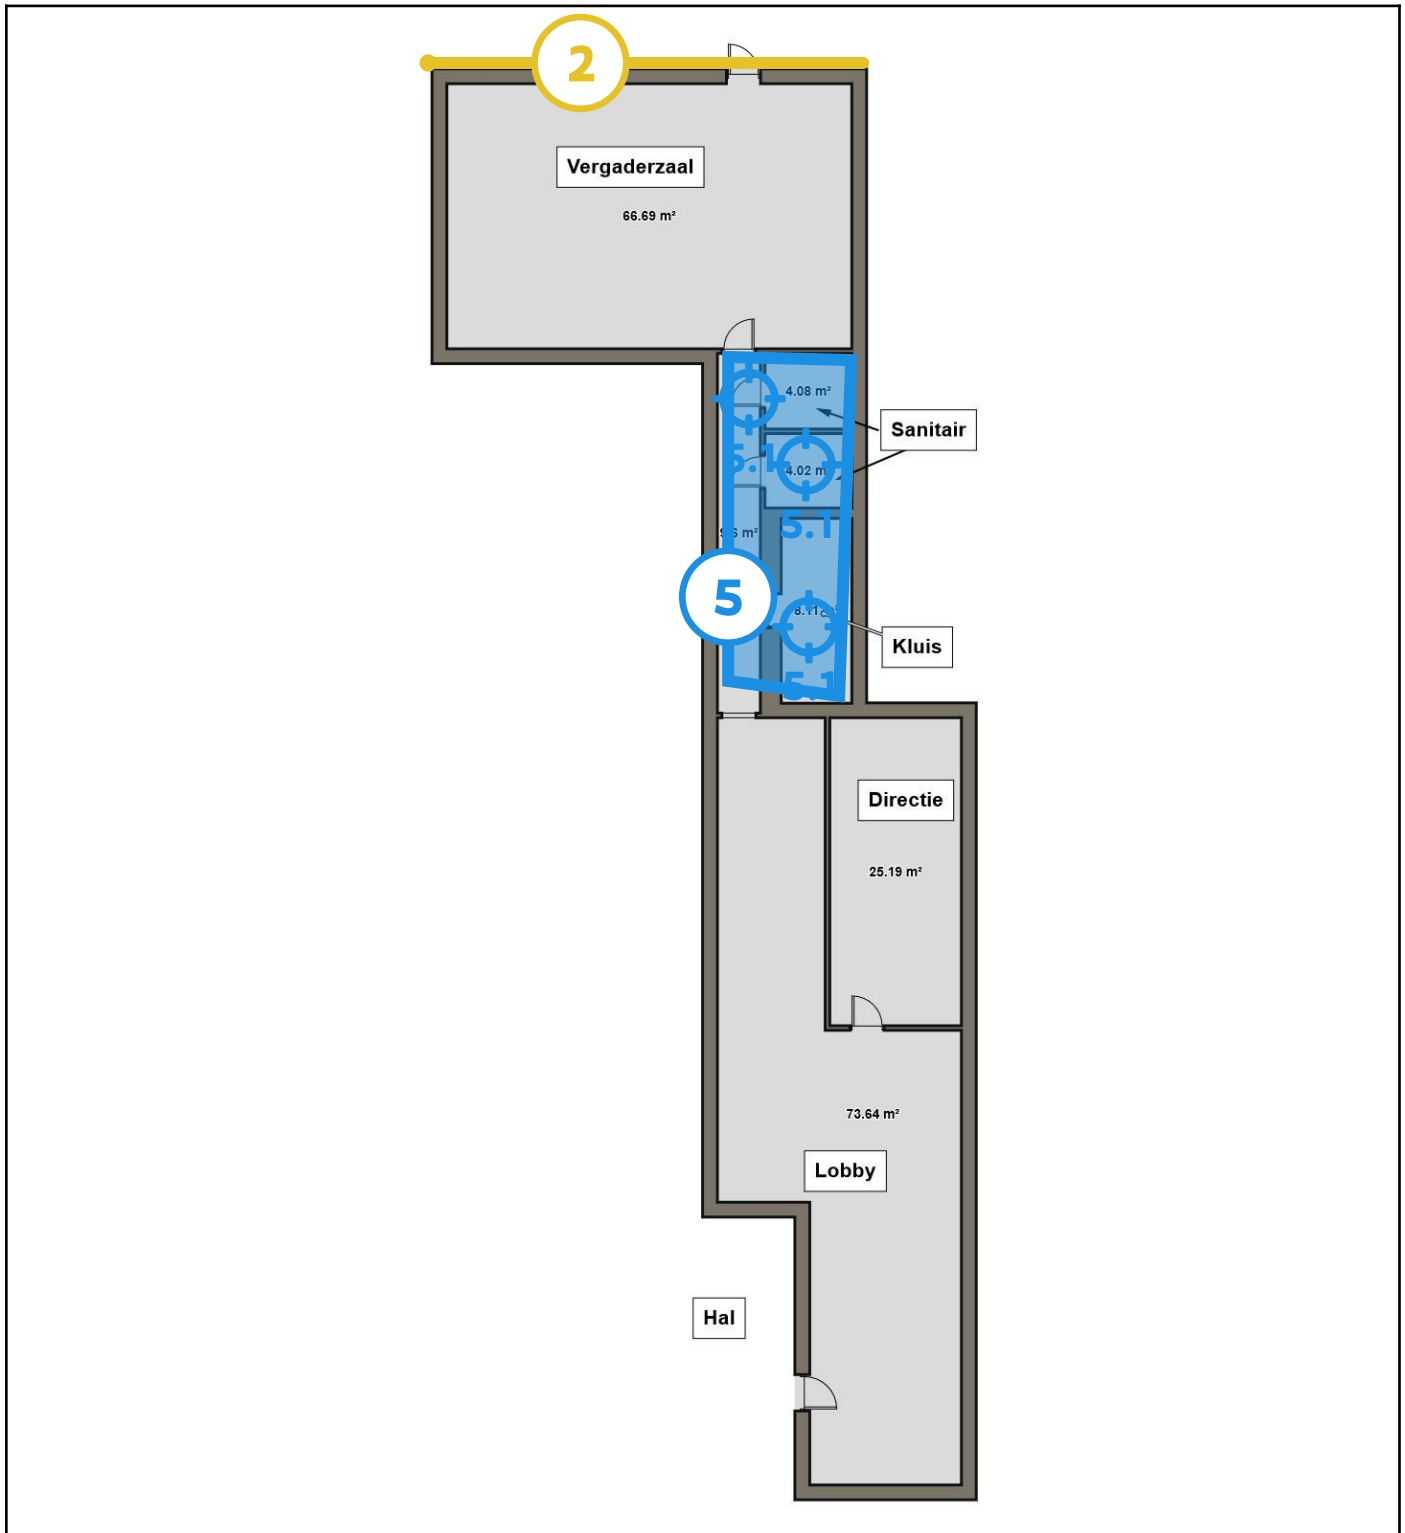 2
Vergaderzaal
66.69 m²
4.08 m²
Sanitair
5.1
4.02 m
5.1
m²
5
Kluis
5.1
Directie
25.19 m²
73.64 m²
Lobby
Hal